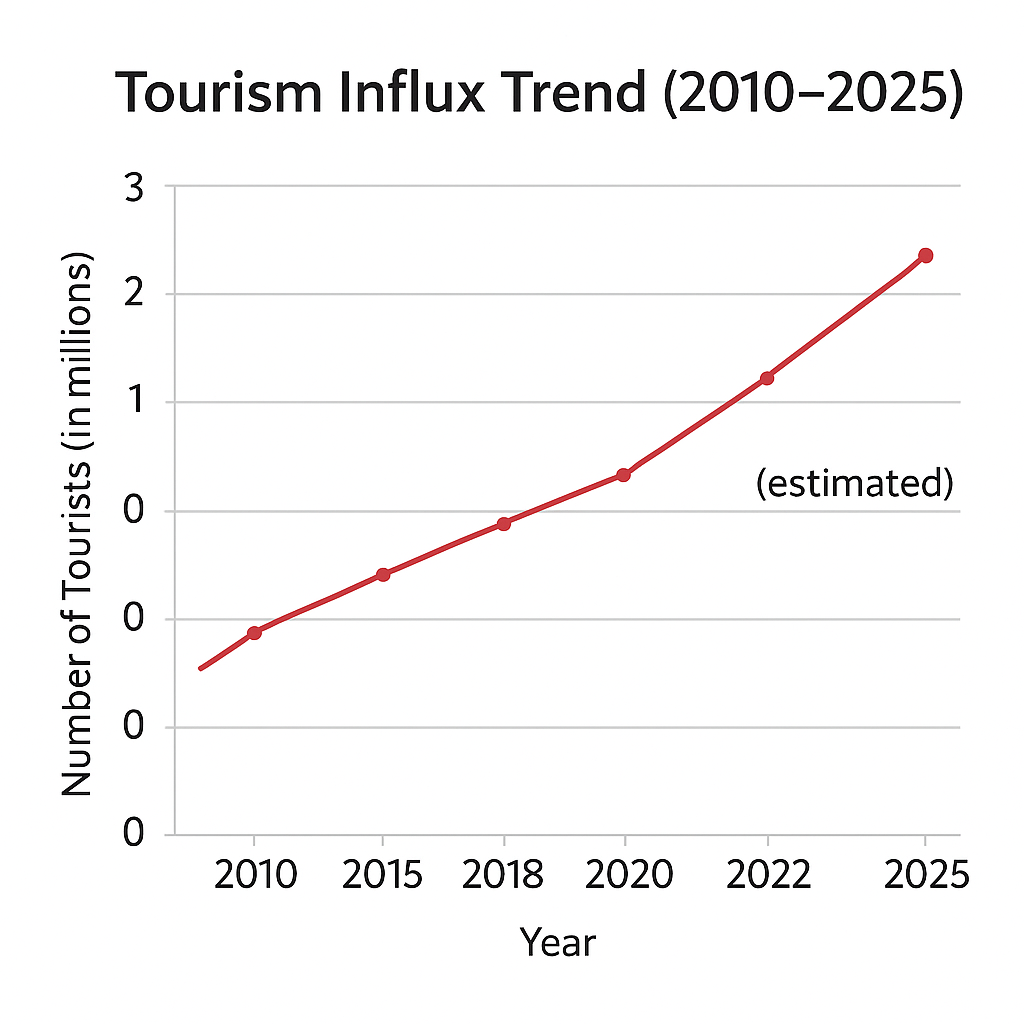 Tourism Influx Trend (2010–2025)
Number of Tourists (in millions)
3
2
1
0
0
0
0
(estimated)
2010 2015 2018 2020 2022 2025
Year